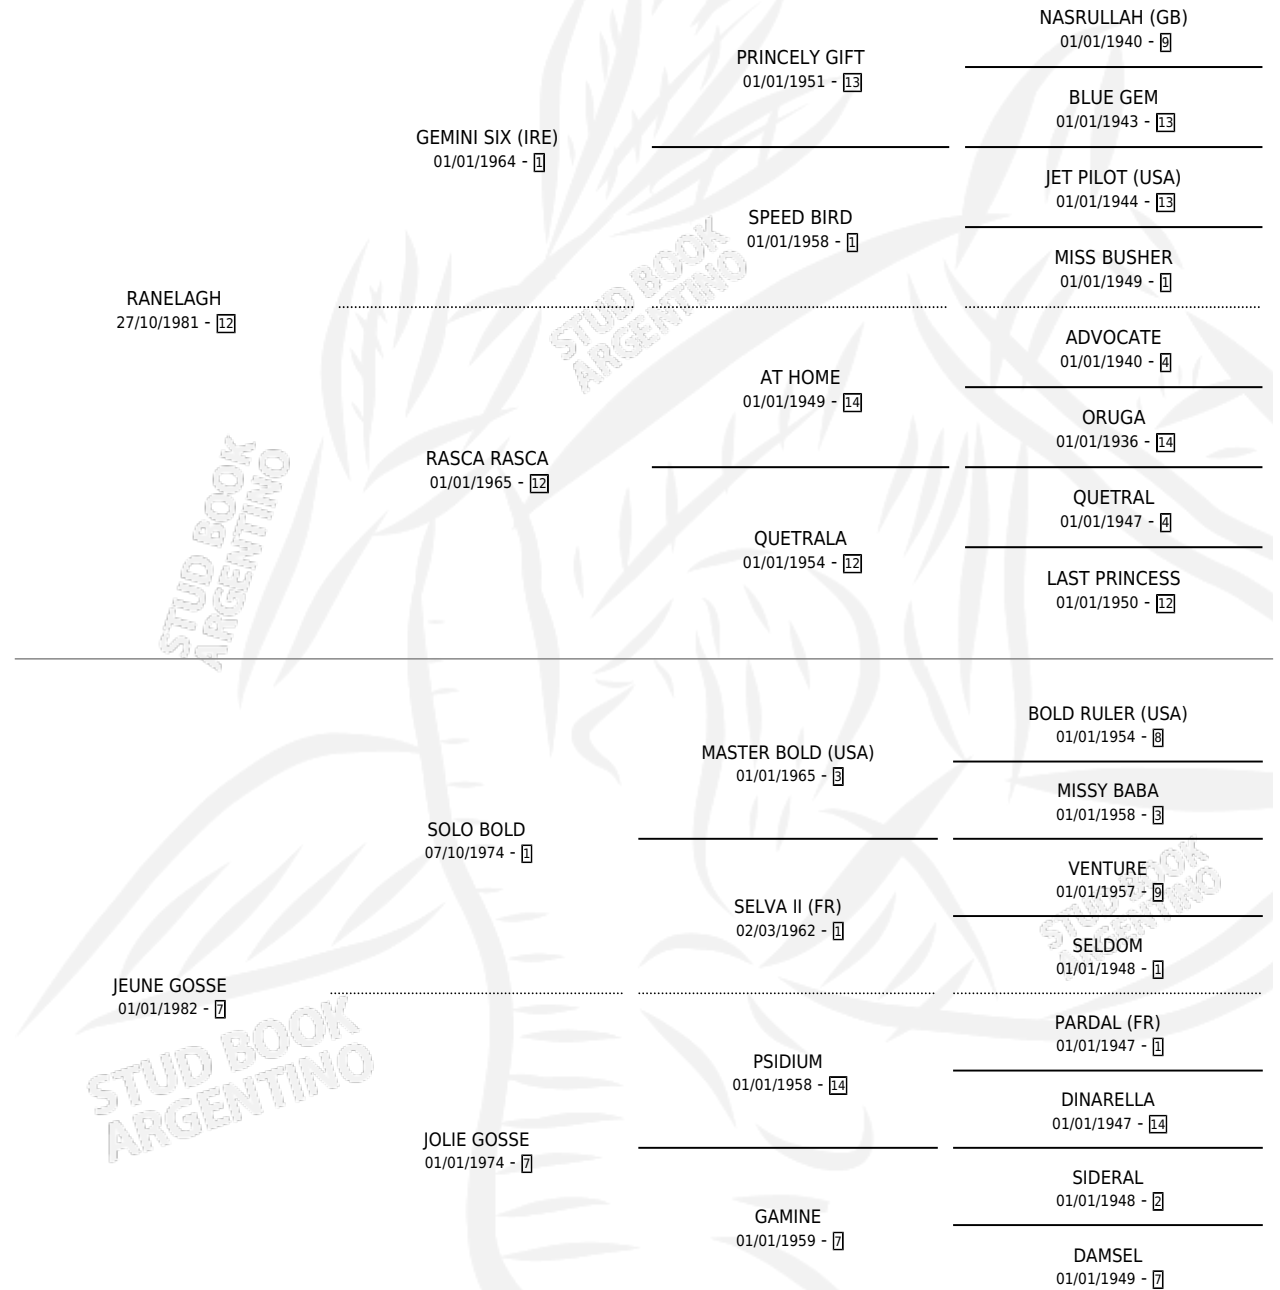 NASRULLAH (GB)
01/01/1940 - 9
PRINCELY GIFT
01/01/1951 - 13
BLUE GEM
01/01/1943 - 13
GEMINI SIX (IRE)
01/01/1964 - 1
JET PILOT (USA)
01/01/1944 - 13
SPEED BIRD
01/01/1958 - 1
MISS BUSHER
01/01/1949 - 1
RANELAGH
27/10/1981 - 12
ADVOCATE
01/01/1940 - 4
AT HOME
01/01/1949 - 14
ORUGA
01/01/1936 - 14
RASCA RASCA
01/01/1965 - 12
QUETRAL
01/01/1947 - 4
QUETRALA
01/01/1954 - 12
LAST PRINCESS
01/01/1950 - 12
BOLD RULER (USA)
01/01/1954 - 8
MASTER BOLD (USA)
01/01/1965 - 3
MISSY BABA
01/01/1958 - 3
SOLO BOLD
07/10/1974 - 1
VENTURE
01/01/1957 - 9
SELVA II (FR)
02/03/1962 - 1
SELDOM
01/01/1948 - 1
JEUNE GOSSE
01/01/1982 - 7
PARDAL (FR)
01/01/1947 - 1
PSIDIUM
01/01/1958 - 14
DINARELLA
01/01/1947 - 14
JOLIE GOSSE
01/01/1974 - 7
SIDERAL
01/01/1948 - 2
GAMINE
01/01/1959 - 7
DAMSEL
01/01/1949 - 7
STUD BOOK
ARGENTINO
STUD BOOK
ARGENTINO
STUD BOOK
ARGENTINO
STUD BOOK
ARGENTINO